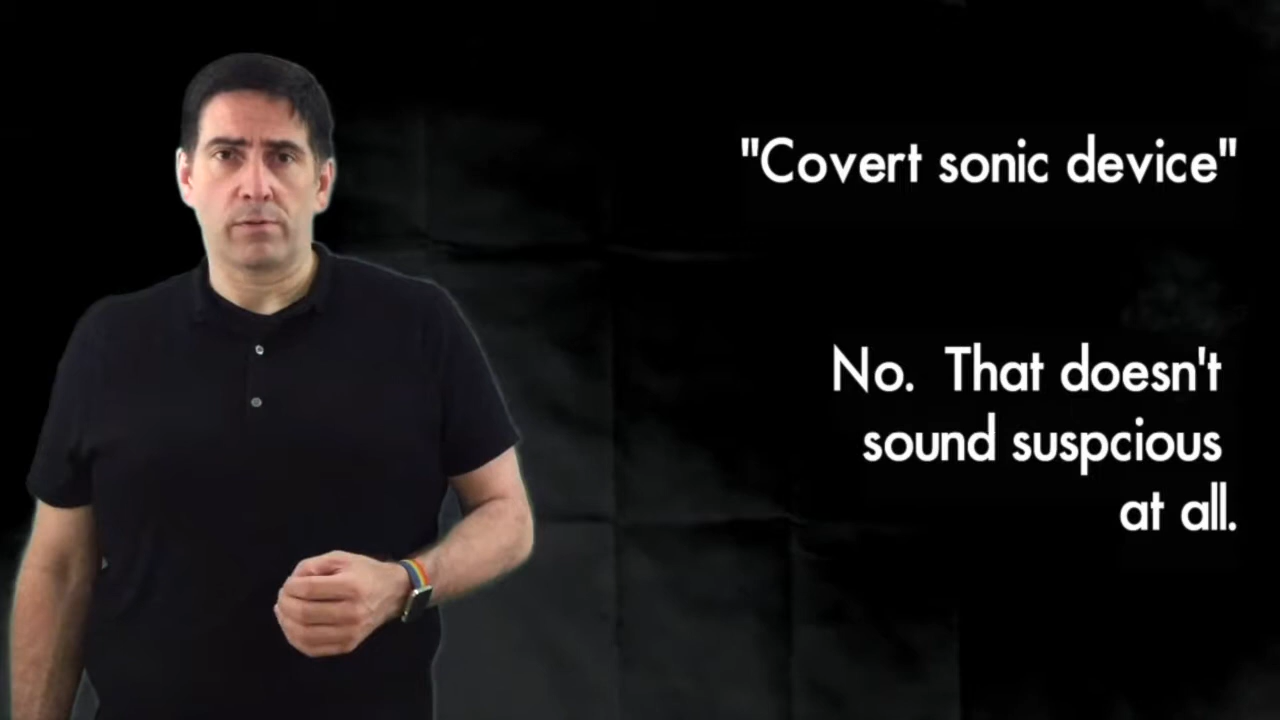 "Covert sonic device"
No.  That doesn't
sound suspcious
at all.